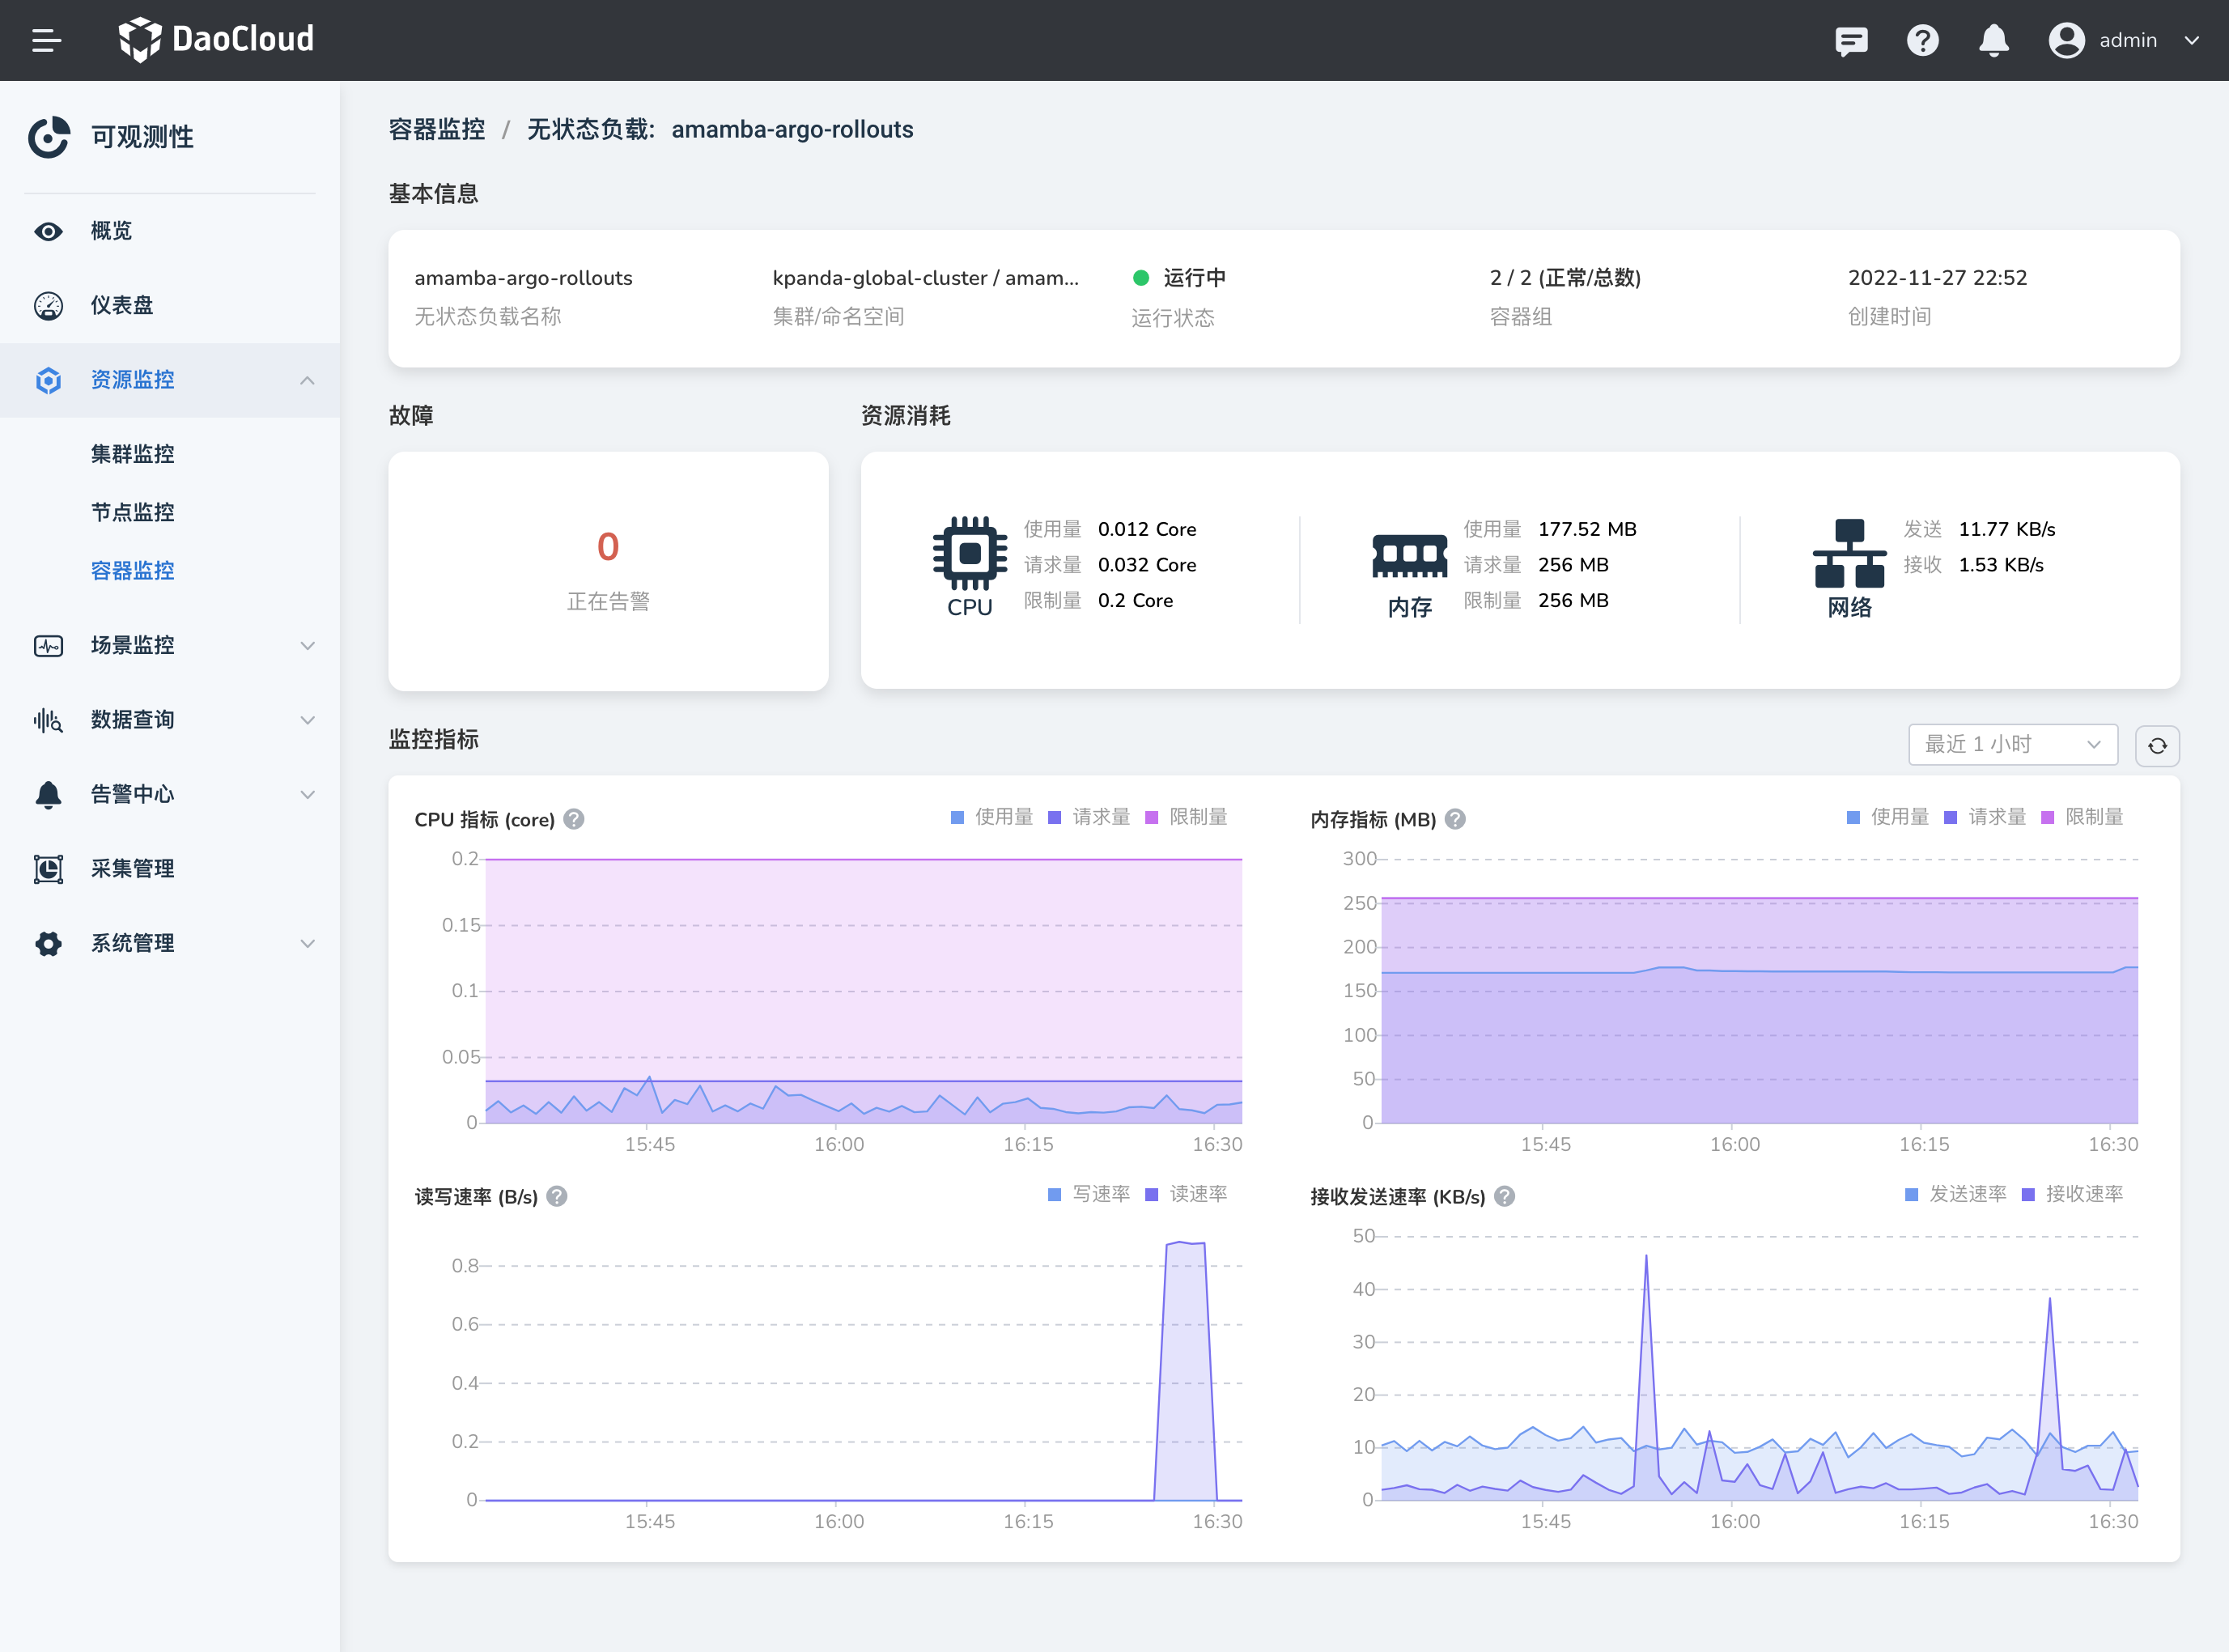 DaoCloud
admin
可观测性
概览
仪表盘
资源监控
集群监控
节点监控
容器监控
场景监控
数据查询
告警中心
采集管理
系统管理
容器监控 / 无状态负载: amamba-argo-rollouts
基本信息
amamba-argo-rollouts
无状态负载名称
kpanda-global-cluster / amam...
集群/命名空间
运行中
运行状态
2 / 2 (正常/总数)
容器组
2022-11-27 22:52
创建时间
故障
0
正在告警
资源消耗
CPU
使用量 0.012 Core
请求量 0.032 Core
限制量 0.2 Core
内存
使用量 177.52 MB
请求量 256 MB
限制量 256 MB
网络
发送 11.77 KB/s
接收 1.53 KB/s
监控指标
最近 1 小时
CPU 指标 (core) ?
使用量 请求量 限制量
0.2
0.15
0.1
0.05
0
15:45 16:00 16:15 16:30
内存指标 (MB) ?
使用量 请求量 限制量
300
250
200
150
100
50
0
15:45 16:00 16:15 16:30
读写速率 (B/s) ?
写速率 读速率
0.8
0.6
0.4
0.2
0
15:45 16:00 16:15 16:30
接收发送速率 (KB/s) ?
发送速率 接收速率
50
40
30
20
10
0
15:45 16:00 16:15 16:30